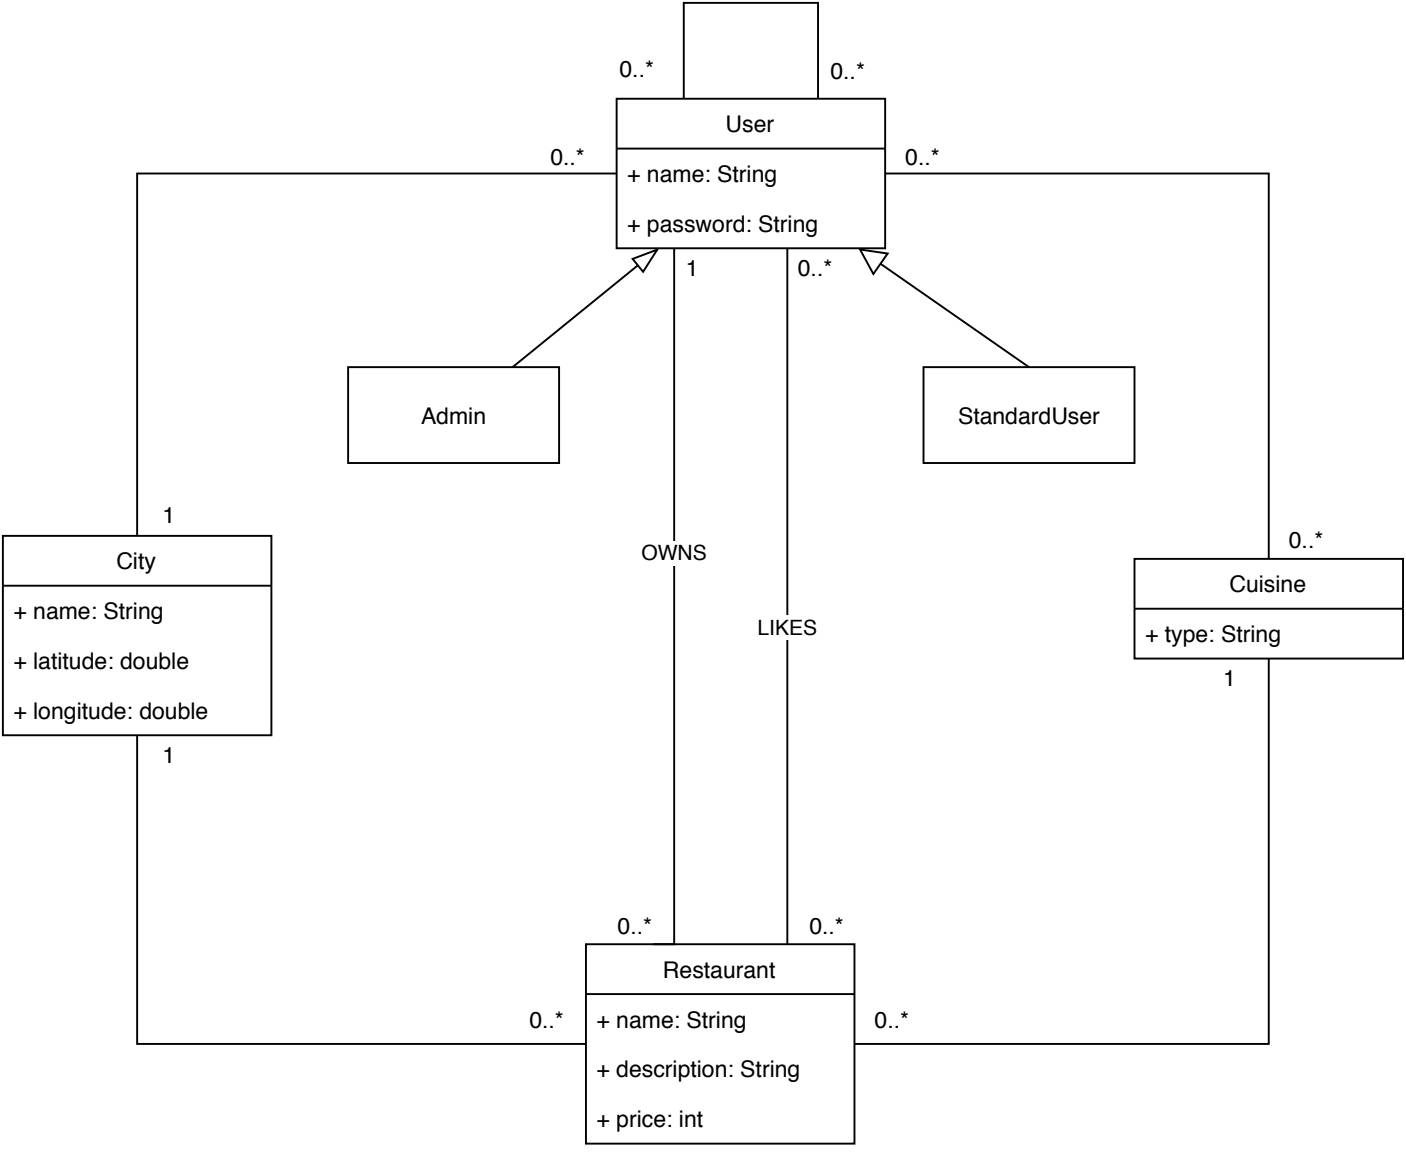 0..*
0..*
User
0..*
0..*
+ name: String
+ password: String
1
0..*
Admin
StandardUser
1
0..*
City
OWNS
Cuisine
+ name: String
LIKES
+ type: String
+ latitude: double
1
+ longitude: double
1
0..*
0..*
Restaurant
0..*
0..*
+ name: String
+ description: String
+ price: int